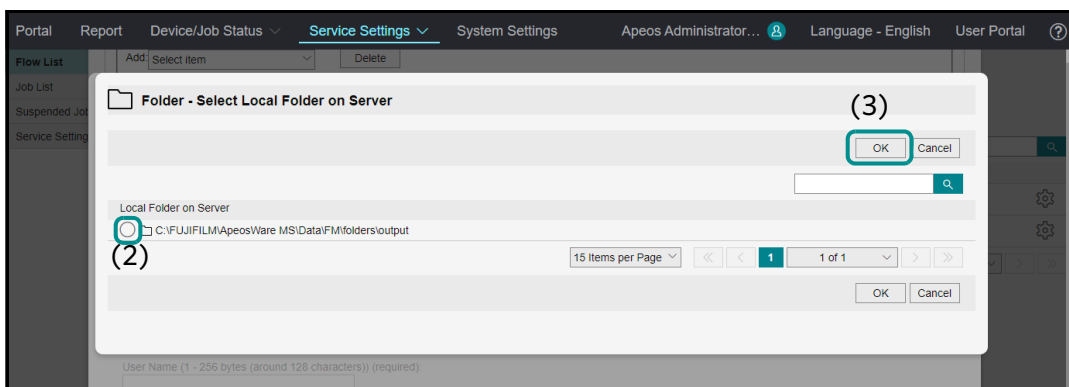 Portal Report Device/Job Status Service Settings System Settings Apeos Administrator... Language - English User Portal ?
Flow List Add: Select item Delete
Job List
Folder - Select Local Folder on Server
(3)
Suspended Job
Service Setting
OK Cancel
Local Folder on Server
C:\FUJIFILM\ApeosWare MS\Data\FM\folders\output
(2)
15 Items per Page 1 1 of 1
OK Cancel
User Name (1 - 256 bytes (around 128 characters)) (required):